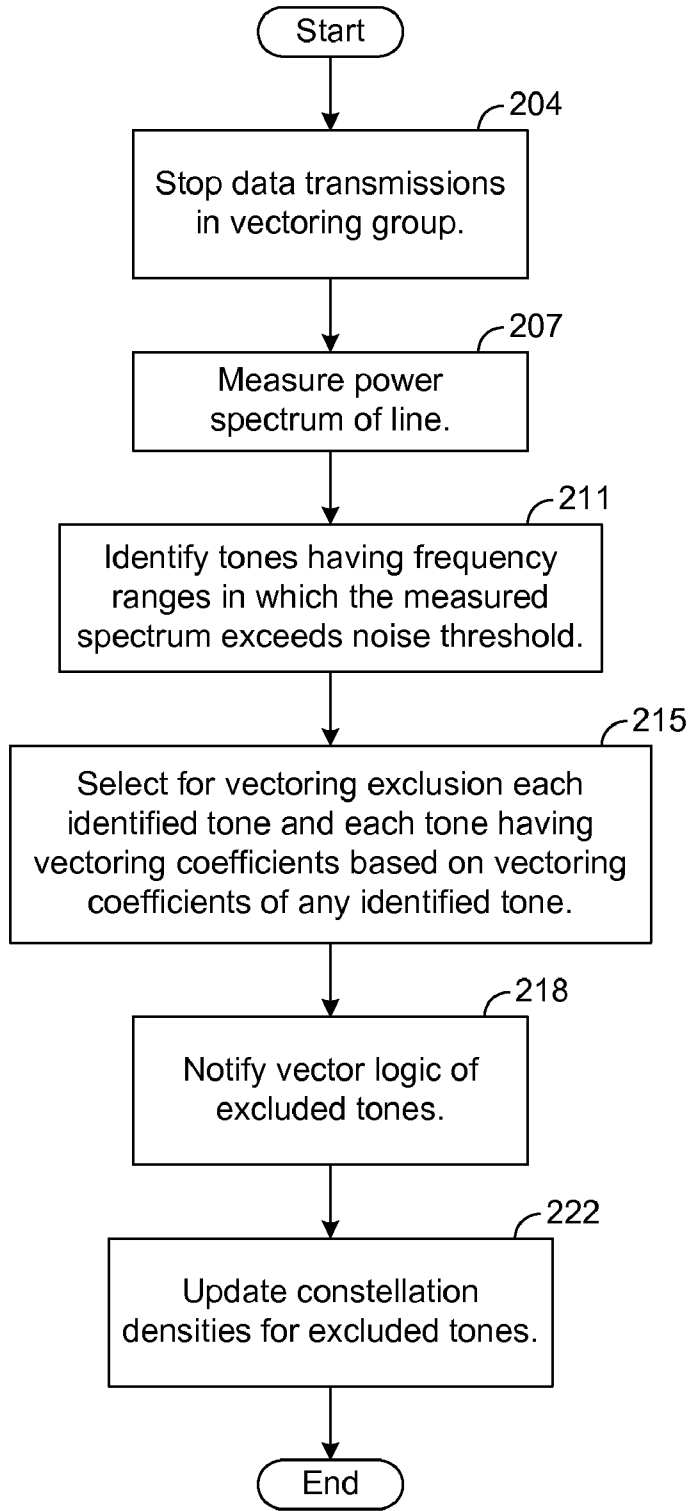 Start
204
Stop data transmissions
in vectoring group.
207
Measure power
spectrum of line.
211
Identify tones having frequency
ranges in which the measured
spectrum exceeds noise threshold.
215
Select for vectoring exclusion each
identified tone and each tone having
vectoring coefficients based on vectoring
coefficients of any identified tone.
218
Notify vector logic of
excluded tones.
222
Update constellation
densities for excluded tones.
End